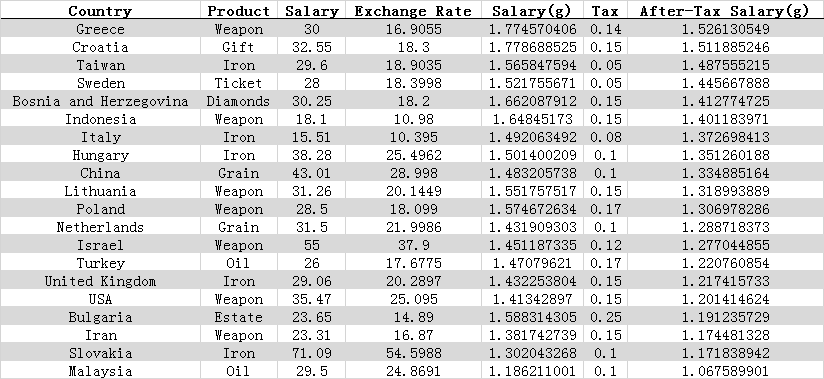 Country Product Salary Exchange Rate Salary(g) Tax After-Tax Salary(g)
Greece Weapon 30 16.9055 1.774570406 0.14 1.526130549
Croatia Gift 32.55 18.3 1.778688525 0.15 1.511885246
Taiwan Iron 29.6 18.9035 1.565847594 0.05 1.487555215
Sweden Ticket 28 18.3998 1.521755671 0.05 1.445667888
Bosnia and Herzegovina Diamonds 30.25 18.2 1.662087912 0.15 1.412774725
Indonesia Weapon 18.1 10.98 1.64845173 0.15 1.401183971
Italy Iron 15.51 10.395 1.492063492 0.08 1.372698413
Hungary Iron 38.28 25.4962 1.501400209 0.1 1.351260188
China Grain 43.01 28.998 1.483205738 0.1 1.334885164
Lithuania Weapon 31.26 20.1449 1.551757517 0.15 1.318993889
Poland Weapon 28.5 18.099 1.574672634 0.17 1.306978286
Netherlands Grain 31.5 21.9986 1.431909303 0.1 1.288718373
Israel Weapon 55 37.9 1.451187335 0.12 1.277044855
Turkey Oil 26 17.6775 1.47079621 0.17 1.220760854
United Kingdom Iron 29.06 20.2897 1.432253804 0.15 1.217415733
USA Weapon 35.47 25.095 1.41342897 0.15 1.201414624
Bulgaria Estate 23.65 14.89 1.588314305 0.25 1.191235729
Iran Weapon 23.31 16.87 1.381742739 0.15 1.174481328
Slovakia Iron 71.09 54.5988 1.302043268 0.1 1.171838942
Malaysia Oil 29.5 24.8691 1.186211001 0.1 1.067589901